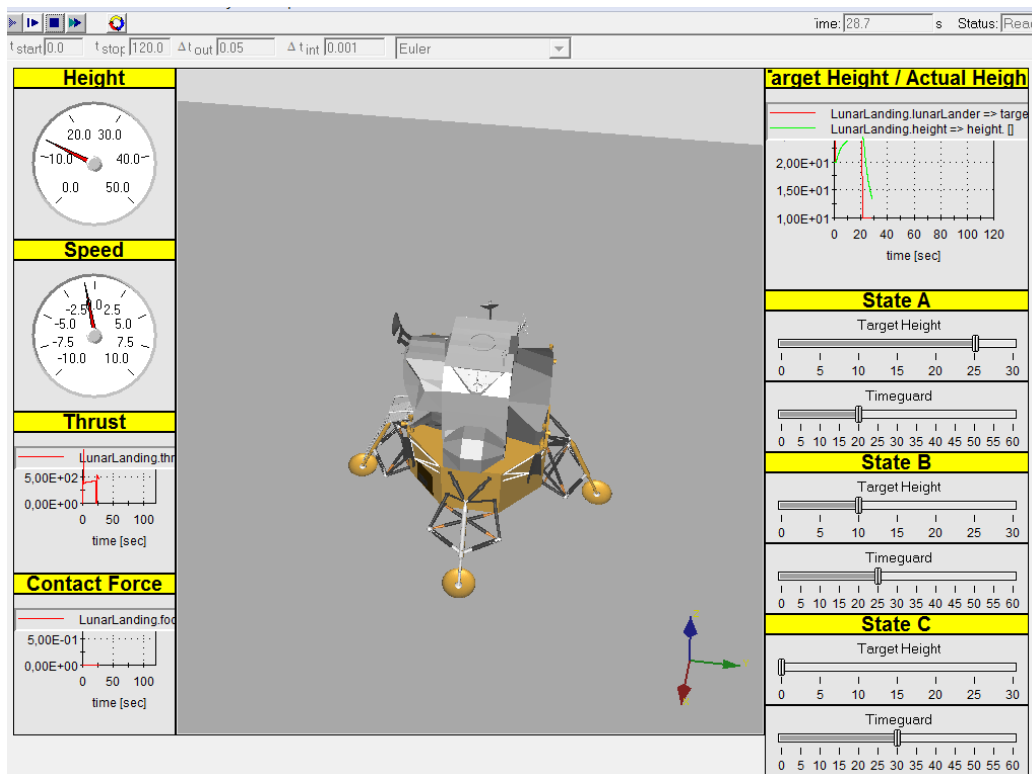 Time: 28.7 s Status: Read
t start 0.0 t stop 120.0 Δt out 0.05 Δt int 0.001 Euler
Height
20.0 30.0
10.0 40.0
0.0 50.0
Speed
-2.5 0.0 2.5
-5.0 5.0
-7.5 7.5
-10.0 10.0
Thrust
LunarLanding.thr
5,00E+02
0,00E+00
0 50 100
time [sec]
Contact Force
LunarLanding.foo
5,00E-01
0,00E+00
0 50 100
time [sec]
Target Height / Actual Heigh
LunarLanding.lunarLander => targe
LunarLanding.height => height. []
2,00E+01
1,50E+01
1,00E+01
0 20 40 60 80 100 120
time [sec]
State A
Target Height
0 5 10 15 20 25 30
Timeguard
0 5 10 15 20 25 30 35 40 45 50 55 60
State B
Target Height
0 5 10 15 20 25 30
Timeguard
0 5 10 15 20 25 30 35 40 45 50 55 60
State C
Target Height
0 5 10 15 20 25 30
Timeguard
0 5 10 15 20 25 30 35 40 45 50 55 60